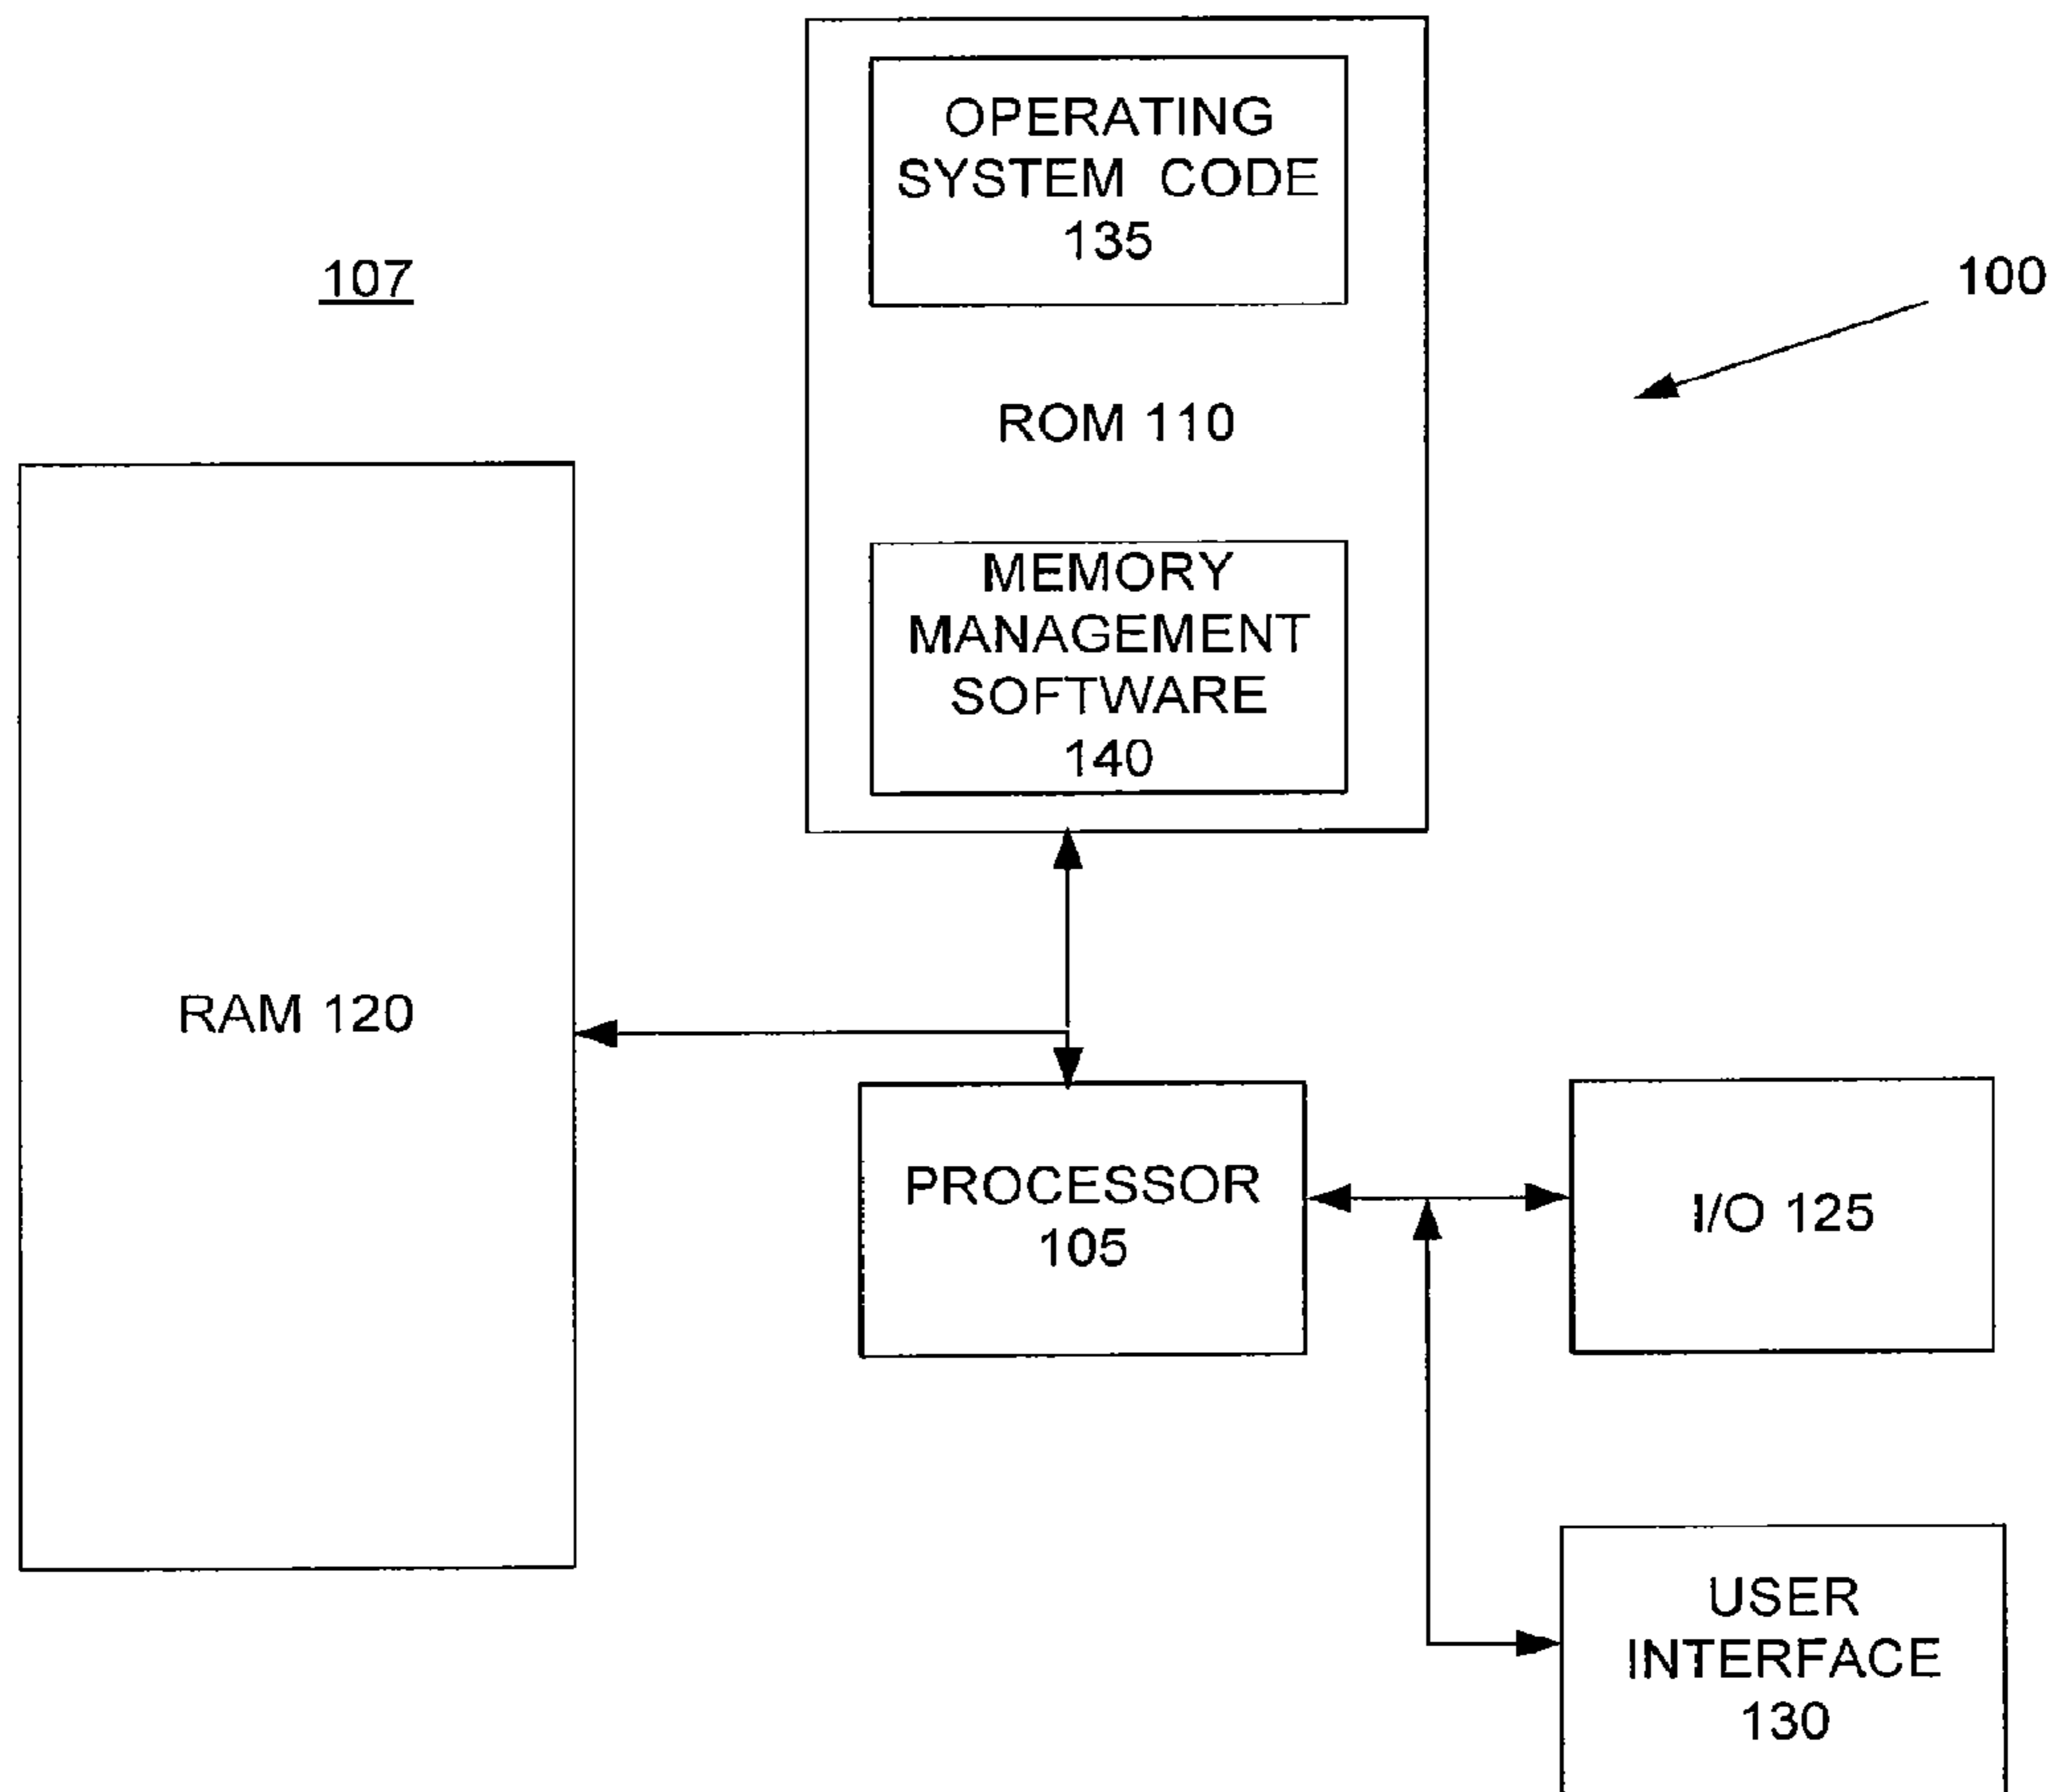 OPERATING
SYSTEM CODE
135
107
100
ROM 110
MEMORY
MANAGEMENT
SOFTWARE
140
RAM 120
PROCESSOR
105
I/O 125
USER
INTERFACE
130